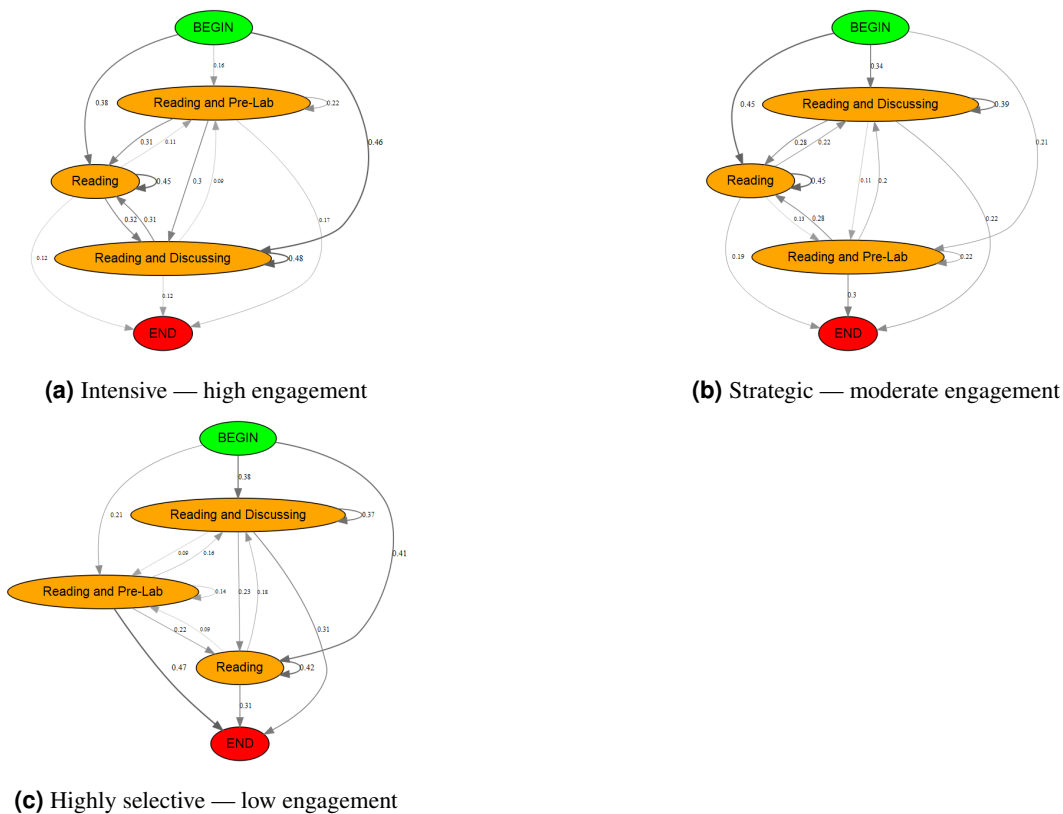 BEGIN
0.16
Reading and Pre-Lab
0.22
0.38
0.31
0.11
0.46
0.3
0.09
Reading
0.45
0.32
0.31
0.17
0.12
Reading and Discussing
0.48
0.12
END
(a) Intensive — high engagement
BEGIN
0.34
Reading and Discussing
0.39
0.45
0.28
0.22
0.21
Reading
0.45
0.11
0.2
0.13
0.28
0.22
0.19
Reading and Pre-Lab
0.22
0.3
END
(b) Strategic — moderate engagement
BEGIN
0.38
Reading and Discussing
0.37
0.21
0.41
0.09
0.16
Reading and Pre-Lab
0.14
0.23
0.18
0.22
0.09
0.31
0.47
Reading
0.42
0.31
END
(c) Highly selective — low engagement